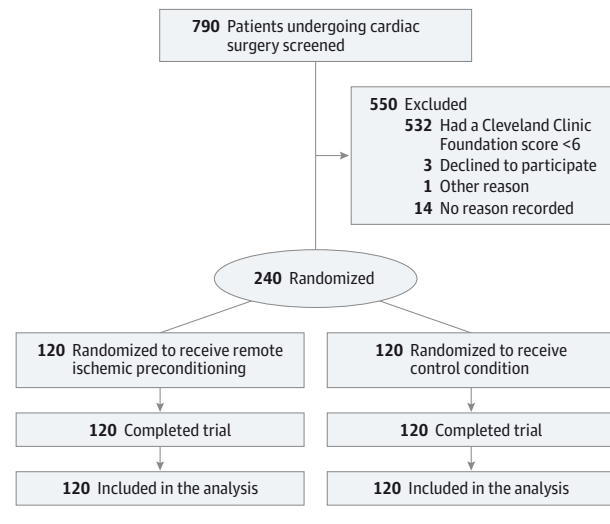 790 Patients undergoing cardiac
surgery screened
550 Excluded
532 Had a Cleveland Clinic
Foundation score <6
3 Declined to participate
1 Other reason
14 No reason recorded
240 Randomized
120 Randomized to receive remote
ischemic preconditioning
120 Randomized to receive
control condition
120 Completed trial
120 Completed trial
120 Included in the analysis
120 Included in the analysis